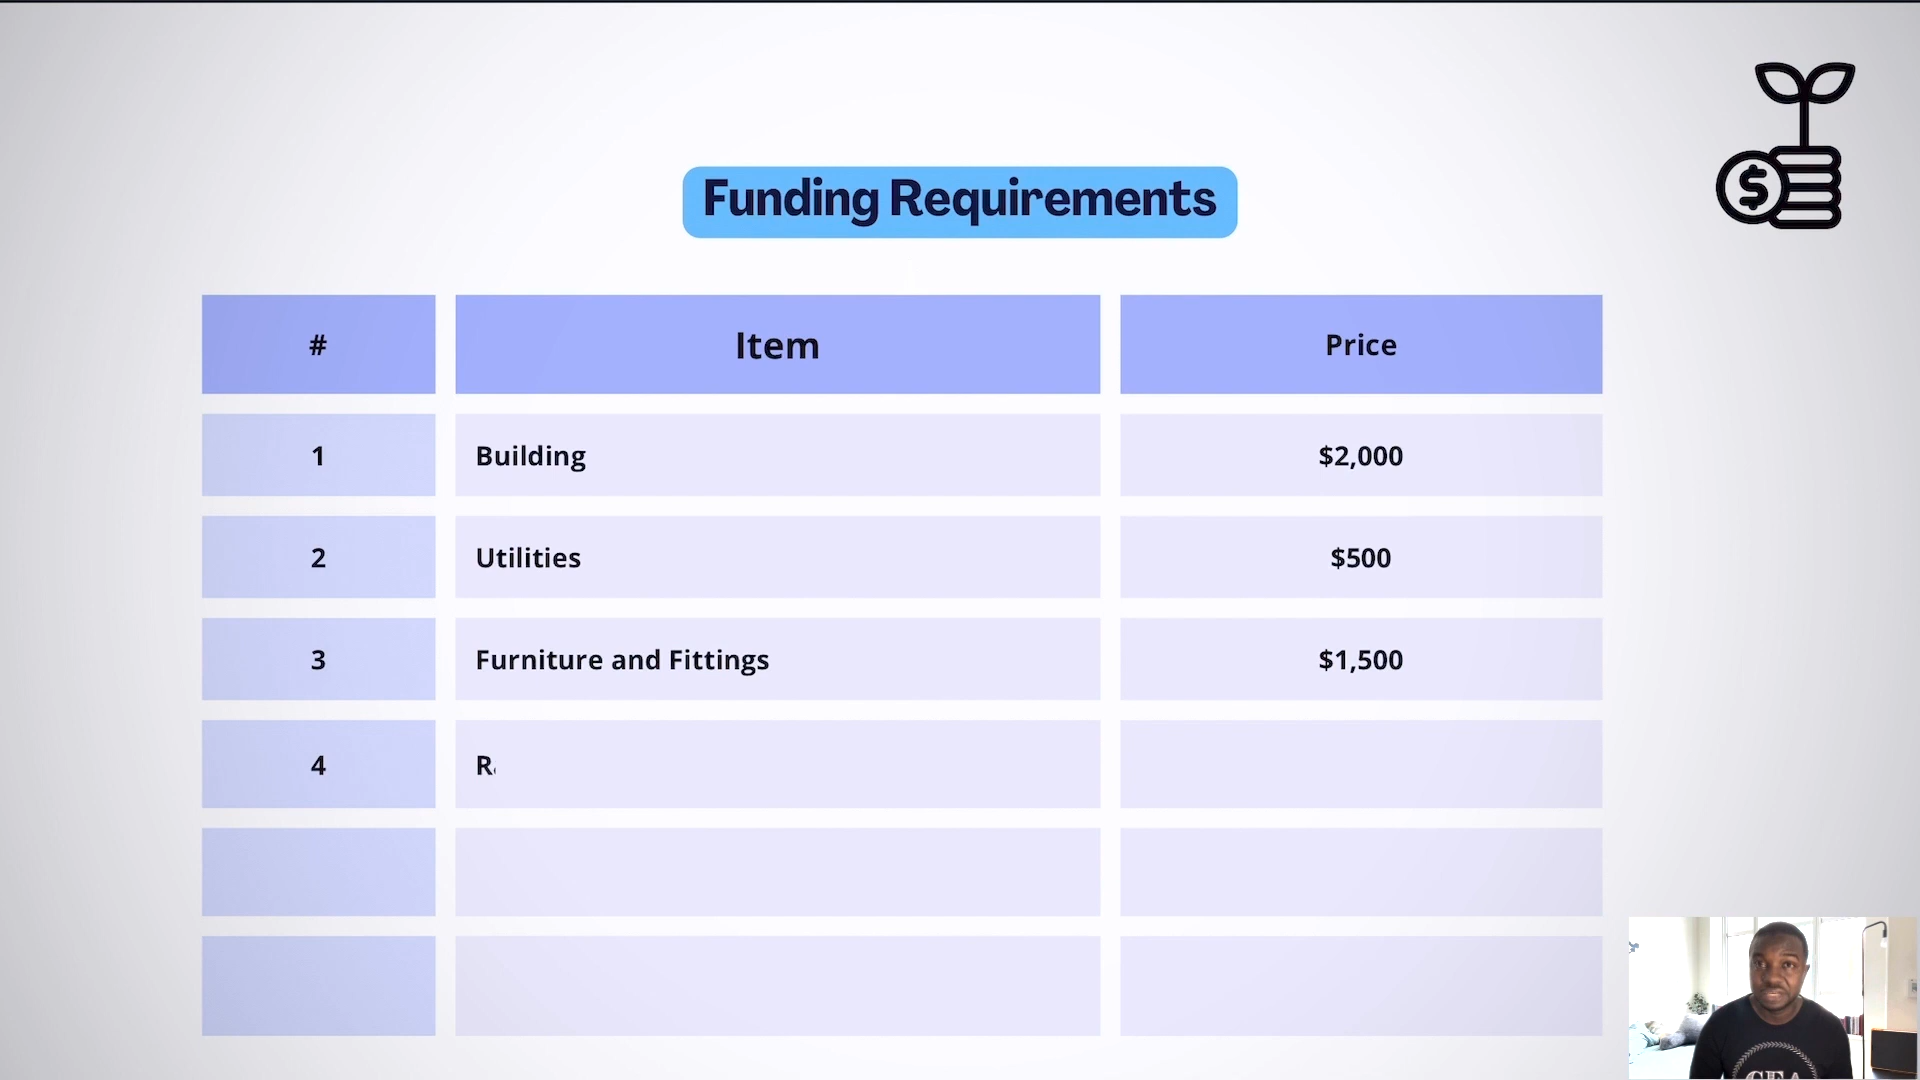 Funding Requirements
# Item Price
1 Building $2,000
2 Utilities $500
3 Furniture and Fittings $1,500
4
$